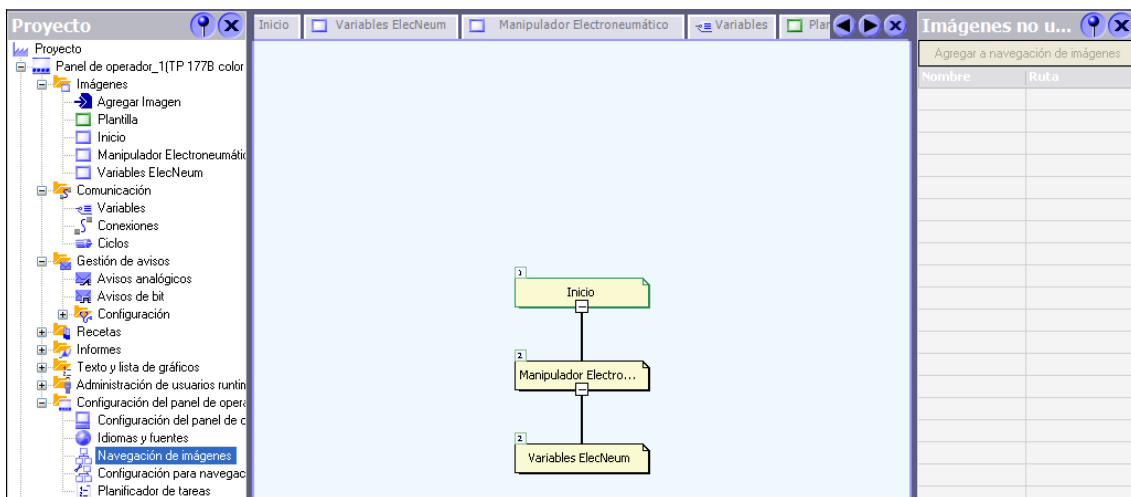 Proyecto
Proyecto
Panel de operador_1(TP 177B color
Imágenes
Agregar Imagen
Plantilla
Inicio
Manipulador Electroneumátic
Variables ElecNeum
Comunicación
Variables
Conexiones
Ciclos
Gestión de avisos
Avisos analógicos
Avisos de bit
Configuración
Recetas
Informes
Texto y lista de gráficos
Administración de usuarios runtin
Configuración del panel de opera
Configuración del panel de c
Idiomas y fuentes
Navegación de imágenes
Configuración para navegac
Planificador de tareas
Inicio Variables ElecNeum Manipulador Electroneumático Variables Plan
1
Inicio
2
Manipulador Electro...
2
Variables ElecNeum
Imágenes no u...
Agregar a navegación de imágenes
Nombre Ruta